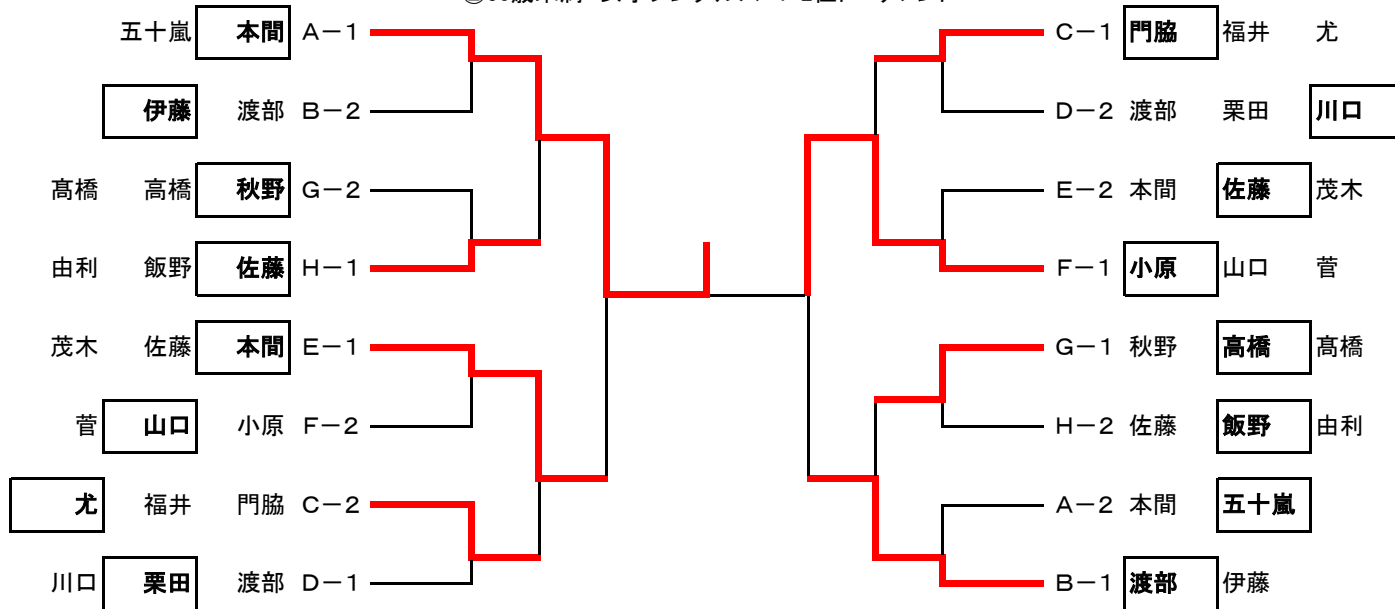 五十嵐 本間 A-1
伊藤 渡部 B-2
髙橋 高橋 秋野 G-2
由利 飯野 佐藤 H-1
茂木 佐藤 本間 E-1
菅 山口 小原 F-2
尤 福井 門脇 C-2
川口 栗田 渡部 D-1
C-1 門脇 福井 尤
D-2 渡部 栗田 川口
E-2 本間 佐藤 茂木
F-1 小原 山口 菅
G-1 秋野 高橋 髙橋
H-2 佐藤 飯野 由利
A-2 本間 五十嵐
B-1 渡部 伊藤